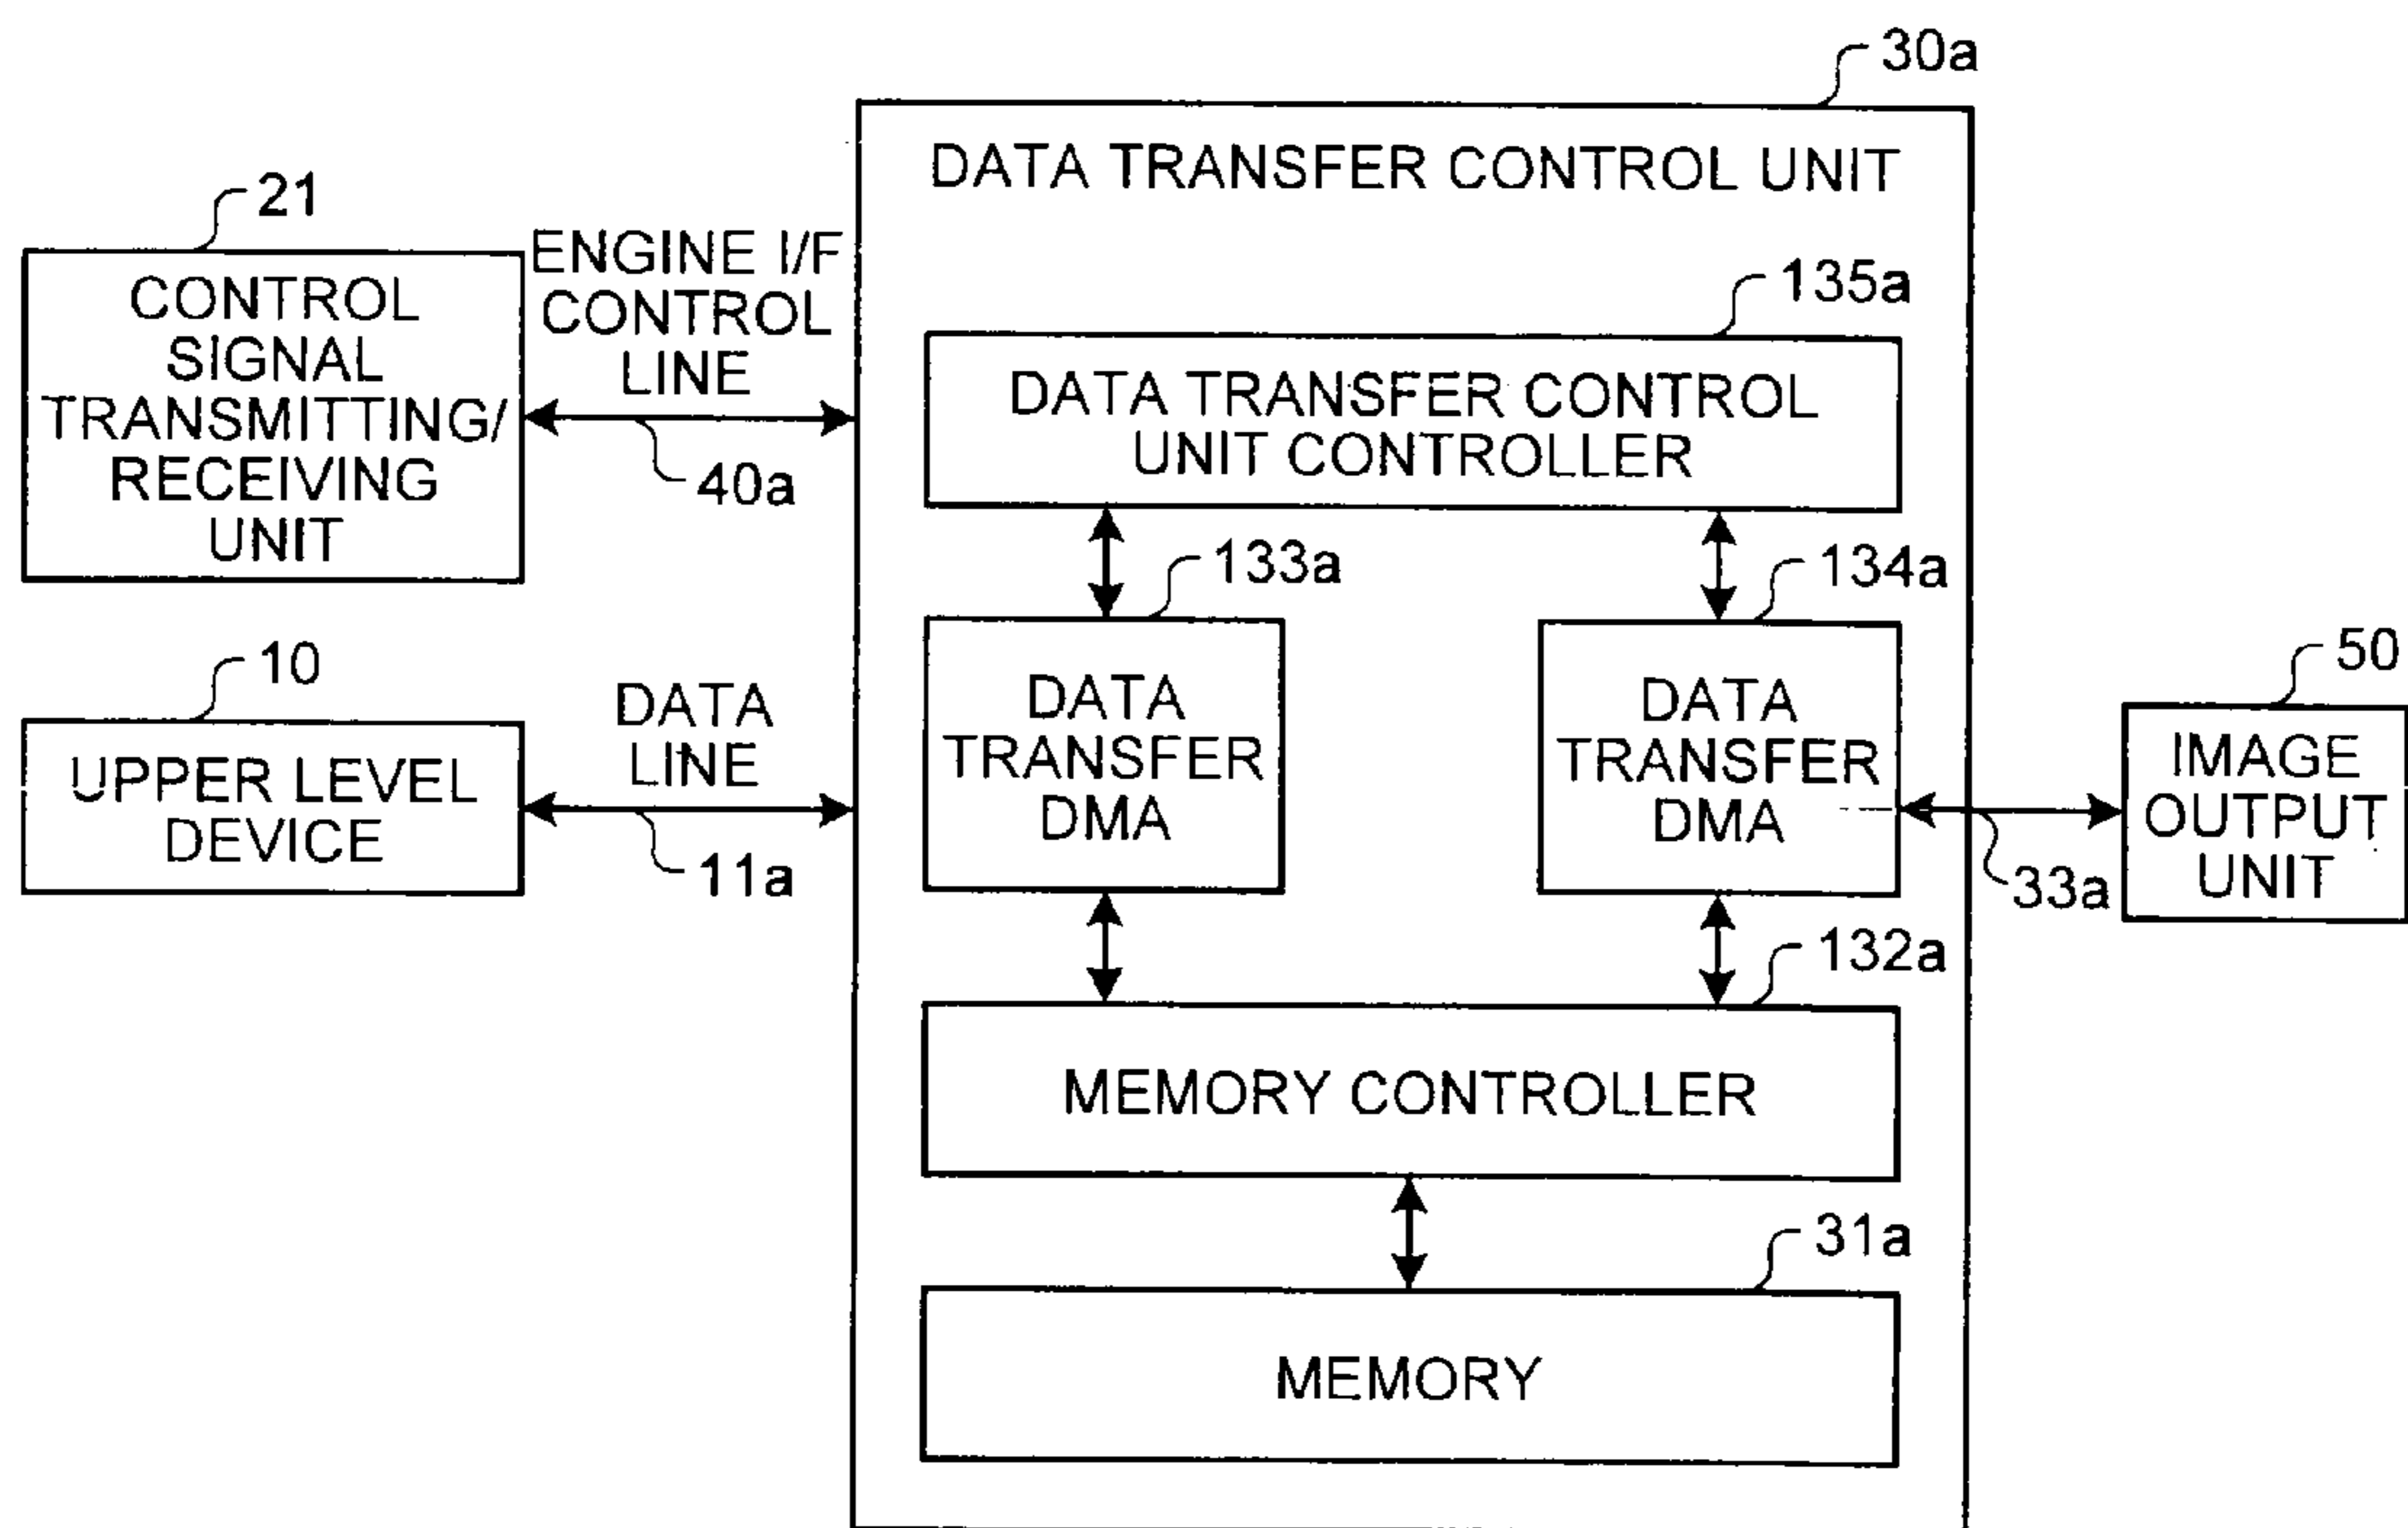 30a
DATA TRANSFER CONTROL UNIT
21
CONTROL
SIGNAL
TRANSMITTING/
RECEIVING
UNIT
ENGINE I/F
CONTROL
LINE
40a
135a
DATA TRANSFER CONTROL
UNIT CONTROLLER
133a
134a
10
UPPER LEVEL
DEVICE
DATA
LINE
11a
DATA
TRANSFER
DMA
DATA
TRANSFER
DMA
33a
50
IMAGE
OUTPUT
UNIT
132a
MEMORY CONTROLLER
31a
MEMORY